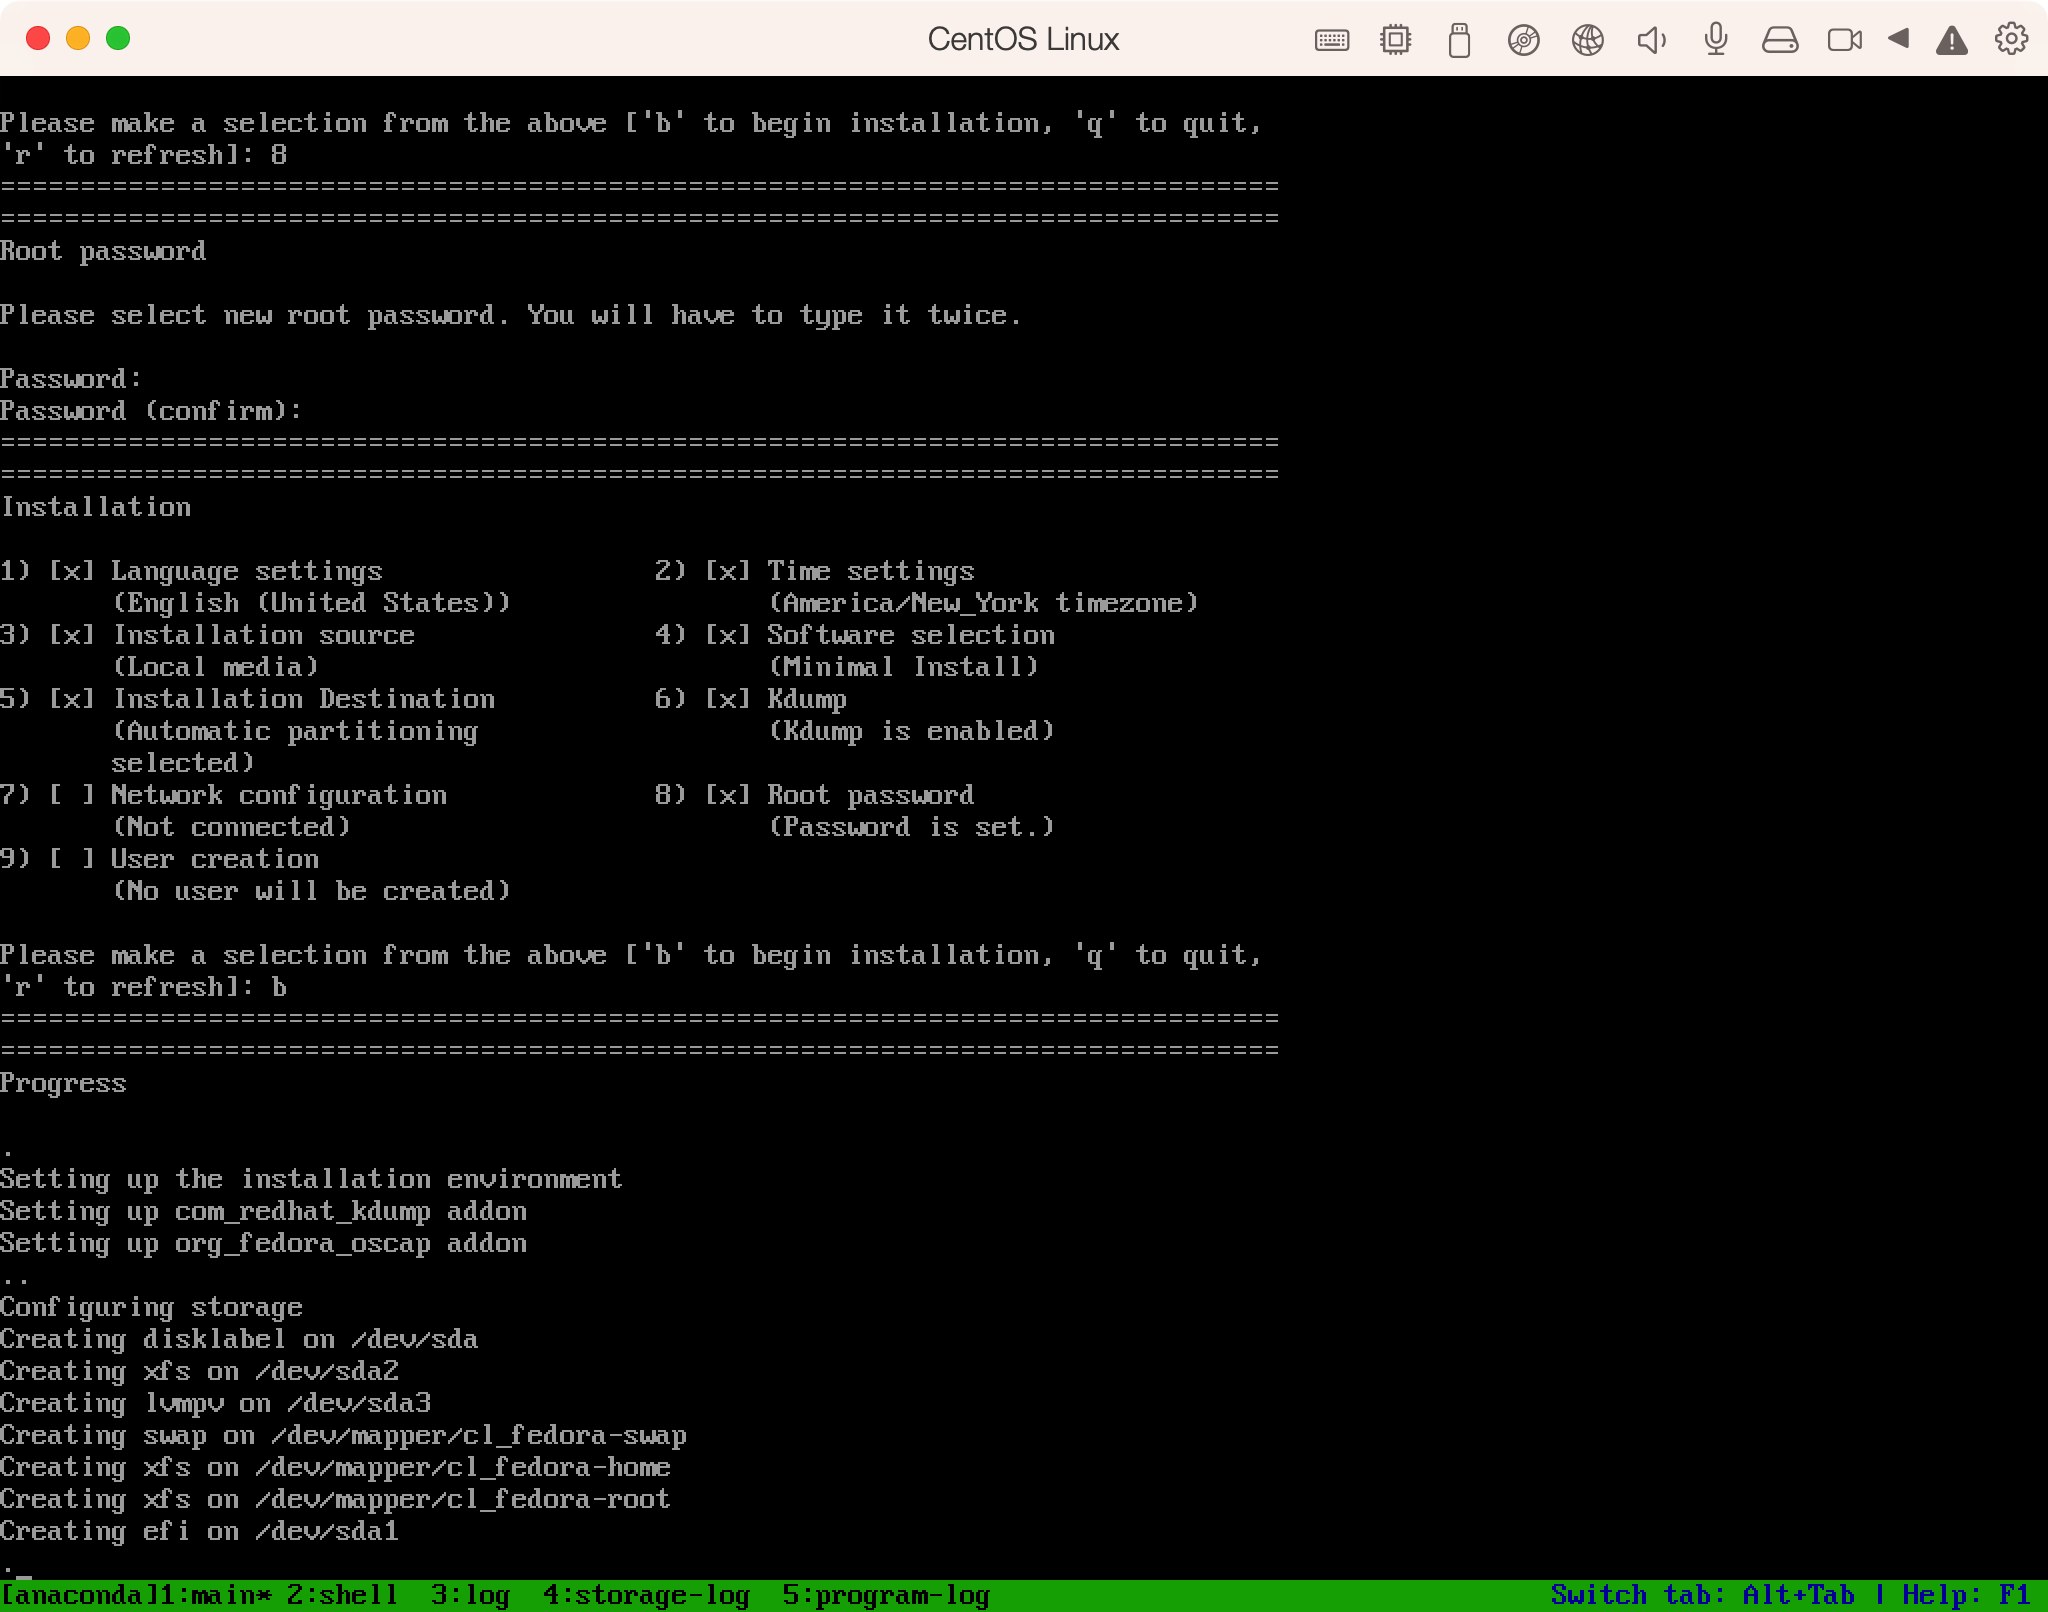 CentOS Linux
Please make a selection from the above ['b' to begin installation, 'q' to quit,
'r' to refresh]: 8
================================================================================
================================================================================
Root password
Please select new root password. You will have to type it twice.
Password:
Password (confirm):
================================================================================
================================================================================
Installation
1) [x] Language settings 2) [x] Time settings
(English (United States)) (America/New_York timezone)
3) [x] Installation source 4) [x] Software selection
(Local media) (Minimal Install)
5) [x] Installation Destination 6) [x] Kdump
(Automatic partitioning (Kdump is enabled)
selected)
7) [ ] Network configuration 8) [x] Root password
(Not connected) (Password is set.)
9) [ ] User creation
(No user will be created)
Please make a selection from the above ['b' to begin installation, 'q' to quit,
'r' to refresh]: b
================================================================================
================================================================================
Progress
.
Setting up the installation environment
Setting up com_redhat_kdump addon
Setting up org_fedora_oscap addon
..
Configuring storage
Creating disklabel on /dev/sda
Creating xfs on /dev/sda2
Creating lvmpv on /dev/sda3
Creating swap on /dev/mapper/cl_fedora-swap
Creating xfs on /dev/mapper/cl_fedora-home
Creating xfs on /dev/mapper/cl_fedora-root
Creating efi on /dev/sda1
._
[anaconda]1:main* 2:shell 3:log 4:storage-log 5:program-log Switch tab: Alt+Tab | Help: F1